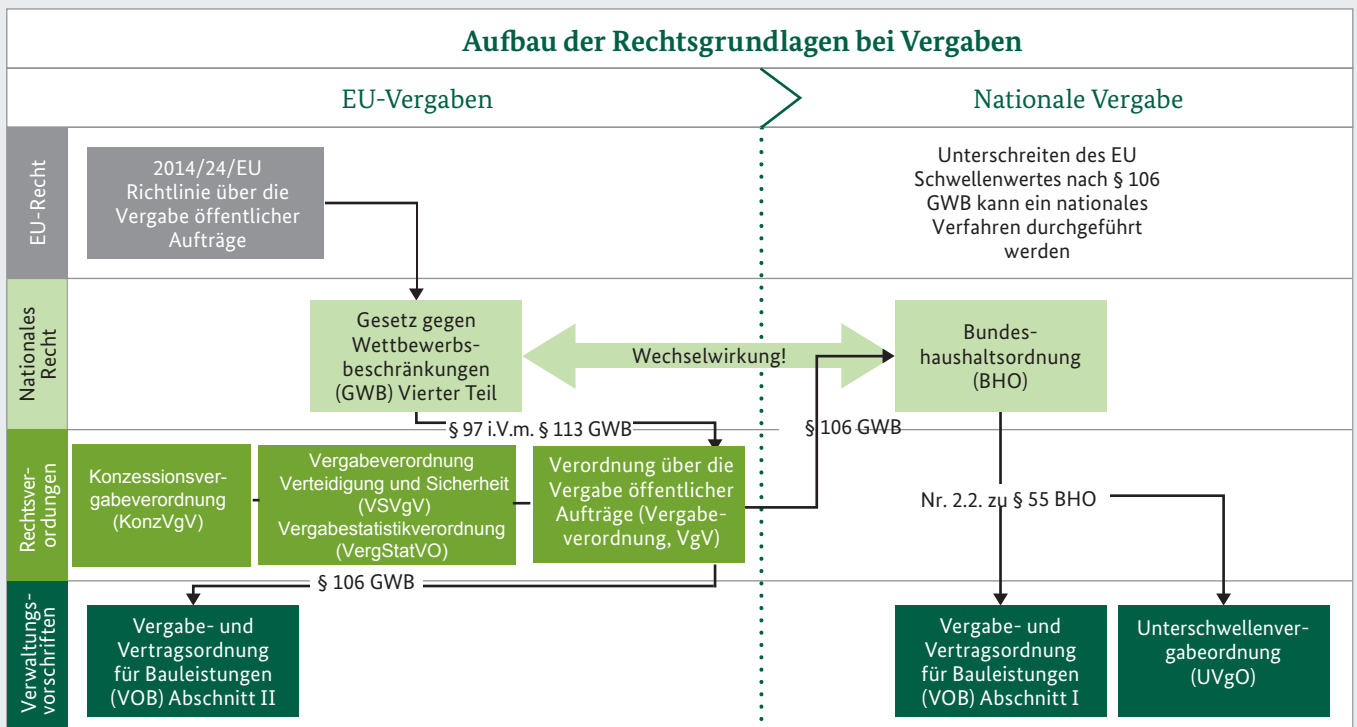 Aufbau der Rechtsgrundlagen bei Vergaben
EU-Vergaben
Nationale Vergabe
EU-Recht
2014/24/EU
Richtlinie über die
Vergabe öffentlicher
Aufträge
Unterschreiten des EU
Schwellenwertes nach § 106
GWB kann ein nationales
Verfahren durchgeführt
werden
Nationales
Recht
Gesetz gegen
Wettbewerbs-
beschränkungen
(GWB) Vierter Teil
Wechselwirkung!
Bundes-
haushaltsordnung
(BHO)
§ 97 i.V.m. § 113 GWB
§ 106 GWB
Rechtsver-
ordungen
Konzessionsver-
gabeverordnung
(KonzVgV)
Vergabeverordnung
Verteidigung und Sicherheit
(VSVgV)
Vergabestatistikverordnung
(VergStatVO)
Verordnung über die
Vergabe öffentlicher
Aufträge (Vergabe-
verordnung, VgV)
Nr. 2.2. zu § 55 BHO
§ 106 GWB
Verwaltungs-
vorschriften
Vergabe- und
Vertragsordnung
für Bauleistungen
(VOB) Abschnitt II
Vergabe- und
Vertragsordnung
für Bauleistungen
(VOB) Abschnitt I
Unterschwellenver-
gabeordnung
(UVgO)